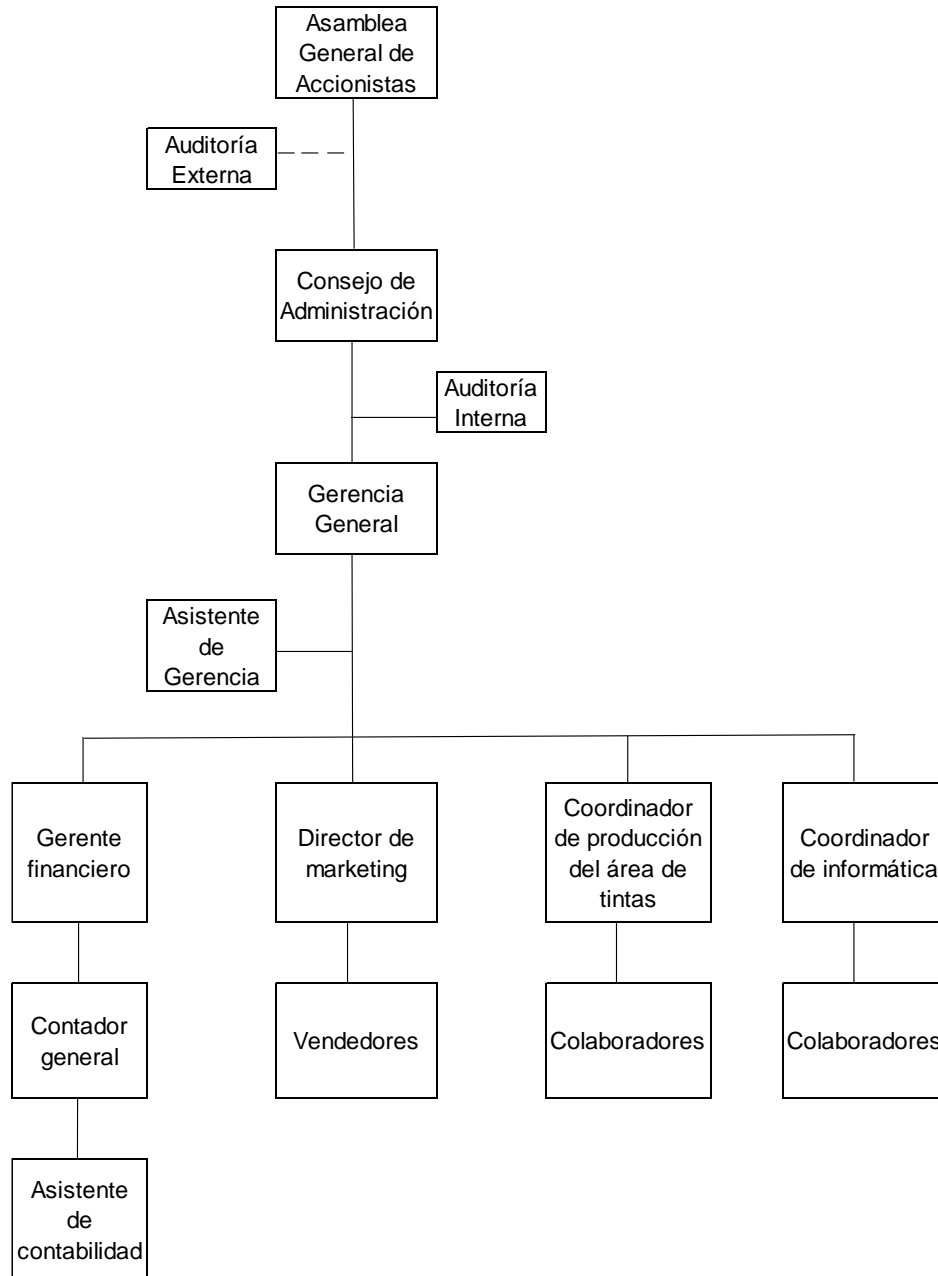 Asamblea
General de
Accionistas
Auditoría
Externa
Consejo de
Administración
Auditoría
Interna
Gerencia
General
Asistente
de
Gerencia
Gerente
financiero
Director de
marketing
Coordinador
de producción
del área de
tintas
Coordinador
de informática
Contador
general
Vendedores
Colaboradores
Colaboradores
Asistente
de
contabilidad